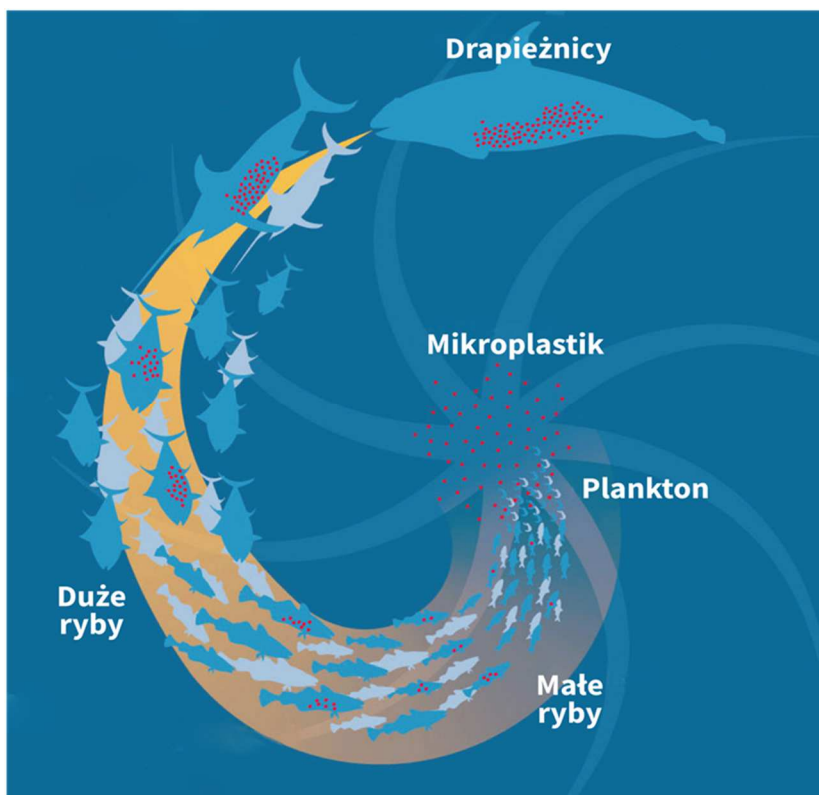 Drapieżnicy
Mikroplastik
Plankton
Duże
ryby
Małe
ryby